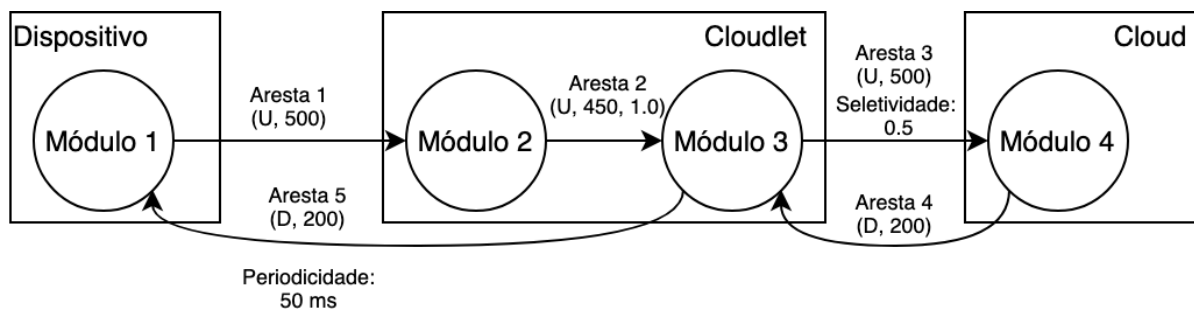 Dispositivo
Cloudlet
Cloud
Aresta 1
(U, 500)
Aresta 2
(U, 450, 1.0)
Aresta 3
(U, 500)
Seletividade:
0.5
Módulo 1
Módulo 2
Módulo 3
Módulo 4
Aresta 5
(D, 200)
Aresta 4
(D, 200)
Periodicidade:
50 ms